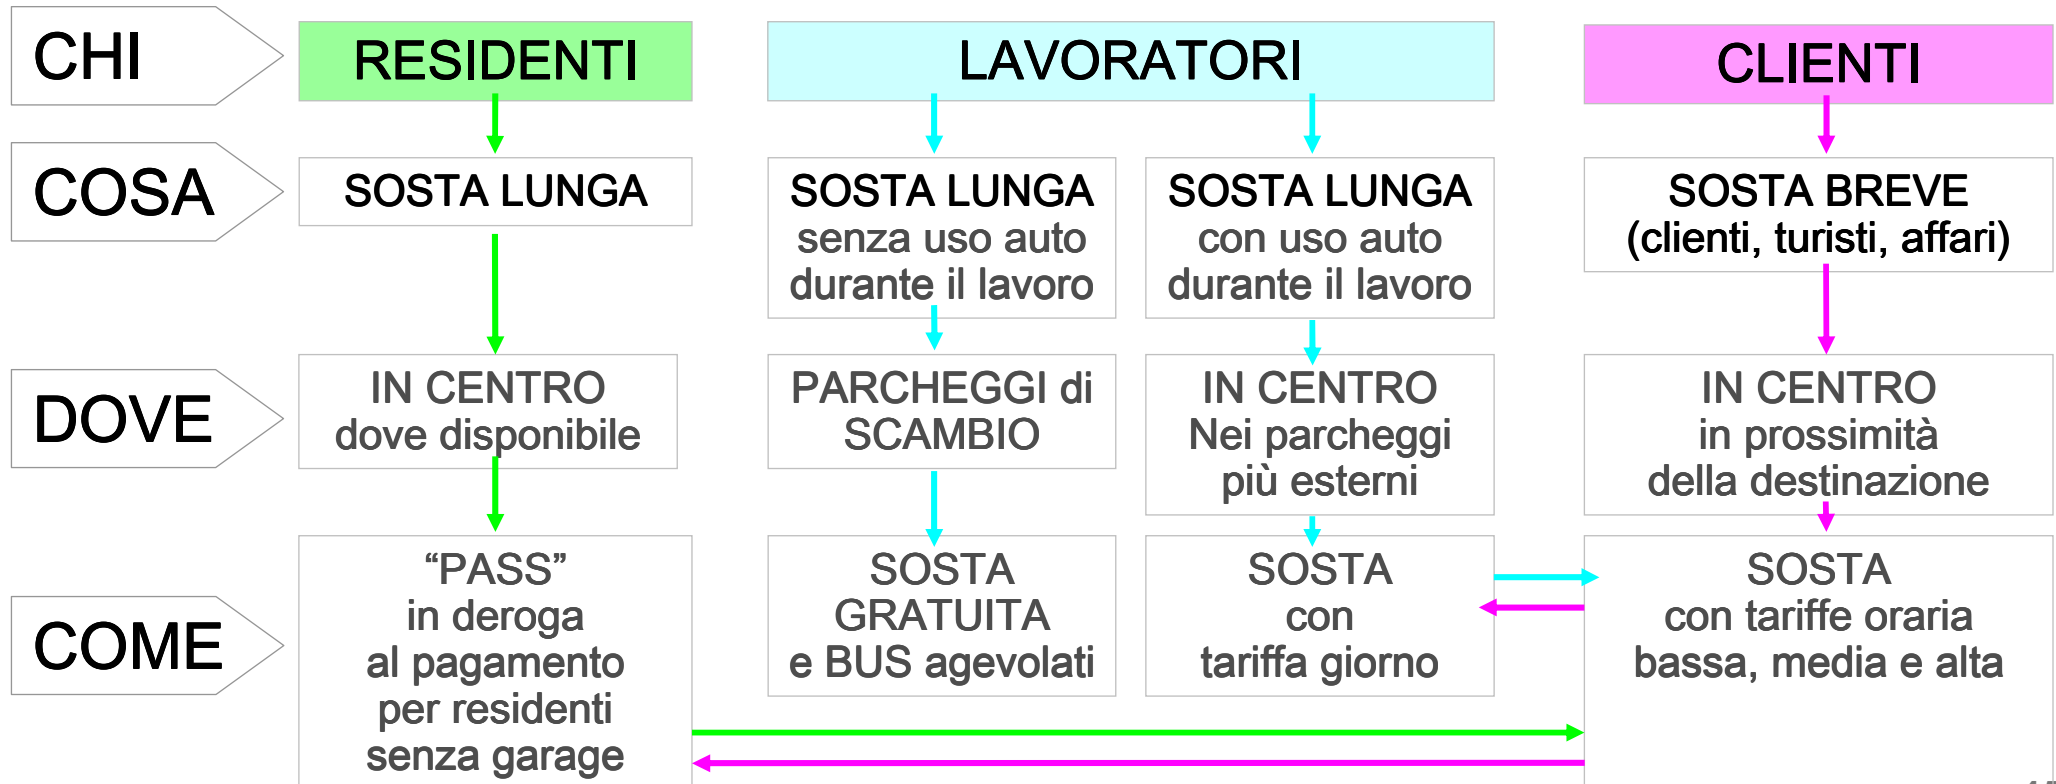 CHI
RESIDENTI
LAVORATORI
CLIENTI
COSA
SOSTA LUNGA
SOSTA LUNGA
senza uso auto
durante il lavoro
SOSTA LUNGA
con uso auto
durante il lavoro
SOSTA BREVE
(clienti, turisti, affari)
DOVE
IN CENTRO
dove disponibile
PARCHEGGI di
SCAMBIO
IN CENTRO
Nei parcheggi
più esterni
IN CENTRO
in prossimità
della destinazione
COME
“PASS”
in deroga
al pagamento
per residenti
senza garage
SOSTA
GRATUITA
e BUS agevolati
SOSTA
con
tariffa giorno
SOSTA
con tariffe oraria
bassa, media e alta